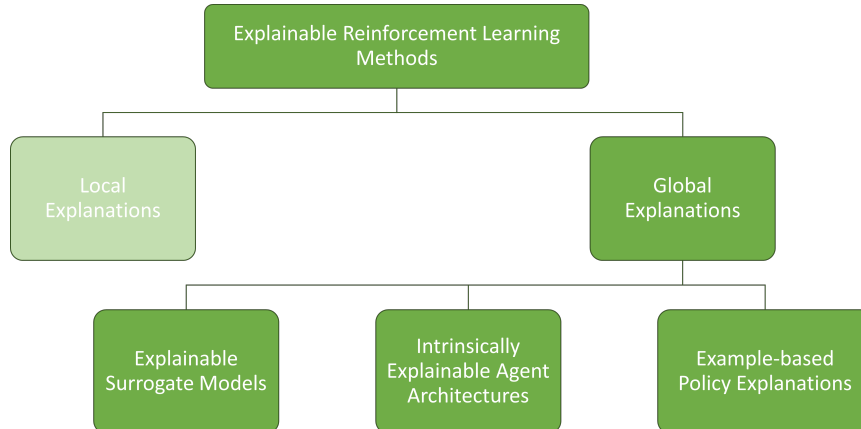 Explainable Reinforcement Learning
Methods
Local
Explanations
Global
Explanations
Explainable
Surrogate Models
Intrinsically
Explainable Agent
Architectures
Example-based
Policy Explanations